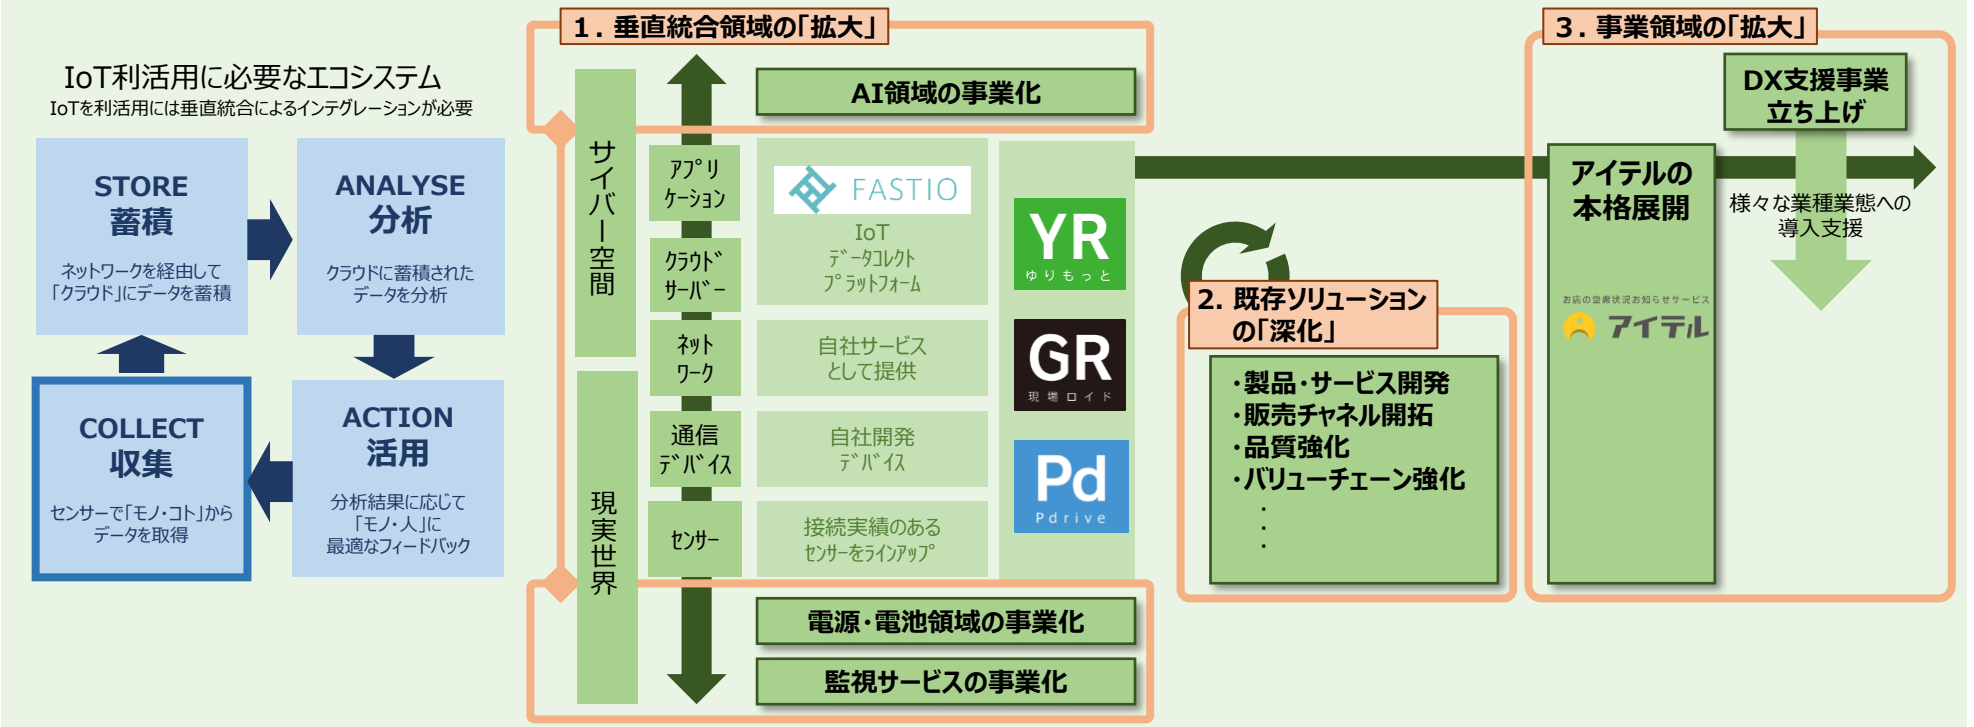 IoT利活用に必要なエコシステム
IoTを利活用には垂直統合によるインテグレーションが必要
STORE
蓄積
ネットワークを経由して
「クラウド」にデータを蓄積
ANALYSE
分析
クラウドに蓄積された
データを分析
COLLECT
収集
センサーで「モノ・コト」から
データを取得
ACTION
活用
分析結果に応じて
「モノ・人」に
最適なフィードバック
1. 垂直統合領域の「拡大」
サイバー空間
現実世界
AI領域の事業化
アプリ
ケーション
クラウド
サーバー
ネット
ワーク
通信
デバイス
センサー
FASTIO
IoT
データコレクト
プラットフォーム
自社サービス
として提供
自社開発
デバイス
接続実績のある
センサーをラインアップ
YR
ゆりもっと
GR
現場ロイド
Pd
Pdrive
電源・電池領域の事業化
監視サービスの事業化
2. 既存ソリューション
の「深化」
・製品・サービス開発
・販売チャネル開拓
・品質強化
・バリューチェーン強化
・
・
・
3. 事業領域の「拡大」
アイテルの
本格展開
お店の空席状況お知らせサービス
アイテル
DX支援事業
立ち上げ
様々な業種業態への
導入支援